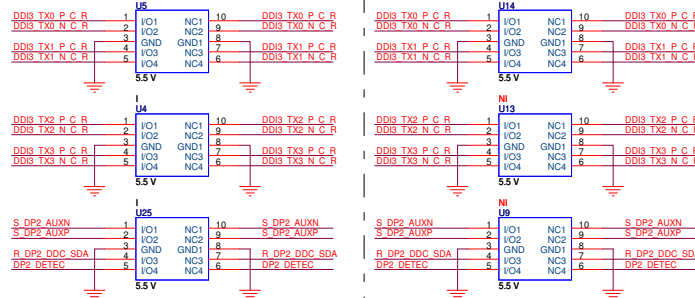 U5
DDI3_TX0_P_C_R 1 I/O1 NC1 10 DDI3_TX0_P_C_R
DDI3_TX0_N_C_R 2 I/O2 NC2 9 DDI3_TX0_N_C_R
3 GND GND1 8
DDI3_TX1_P_C_R 4 I/O3 NC3 7 DDI3_TX1_P_C_R
DDI3_TX1_N_C_R 5 I/O4 NC4 6 DDI3_TX1_N_C_R
5.5 V
I
U4
DDI3_TX2_P_C_R 1 I/O1 NC1 10 DDI3_TX2_P_C_R
DDI3_TX2_N_C_R 2 I/O2 NC2 9 DDI3_TX2_N_C_R
3 GND GND1 8
DDI3_TX3_P_C_R 4 I/O3 NC3 7 DDI3_TX3_P_C_R
DDI3_TX3_N_C_R 5 I/O4 NC4 6 DDI3_TX3_N_C_R
5.5 V
I
U25
S_DP2_AUXN 1 I/O1 NC1 10 S_DP2_AUXN
S_DP2_AUXP 2 I/O2 NC2 9 S_DP2_AUXP
3 GND GND1 8
R_DP2_DDC_SDA 4 I/O3 NC3 7 R_DP2_DDC_SDA
DP2_DETEC 5 I/O4 NC4 6 DP2_DETEC
5.5 V
U14
DDI3_TX0_P_C_R 1 I/O1 NC1 10 DDI3_TX0_P_C_R
DDI3_TX0_N_C_R 2 I/O2 NC2 9 DDI3_TX0_N_C_R
3 GND GND1 8
DDI3_TX1_P_C_R 4 I/O3 NC3 7 DDI3_TX1_P_C_R
DDI3_TX1_N_C_R 5 I/O4 NC4 6 DDI3_TX1_N_C_R
5.5 V
NI
U13
DDI3_TX2_P_C_R 1 I/O1 NC1 10 DDI3_TX2_P_C_R
DDI3_TX2_N_C_R 2 I/O2 NC2 9 DDI3_TX2_N_C_R
3 GND GND1 8
DDI3_TX3_P_C_R 4 I/O3 NC3 7 DDI3_TX3_P_C_R
DDI3_TX3_N_C_R 5 I/O4 NC4 6 DDI3_TX3_N_C_R
5.5 V
NI
U9
S_DP2_AUXN 1 I/O1 NC1 10 S_DP2_AUXN
S_DP2_AUXP 2 I/O2 NC2 9 S_DP2_AUXP
3 GND GND1 8
R_DP2_DDC_SDA 4 I/O3 NC3 7 R_DP2_DDC_SD
DP2_DETEC 5 I/O4 NC4 6 DP2_DETEC
5.5 V